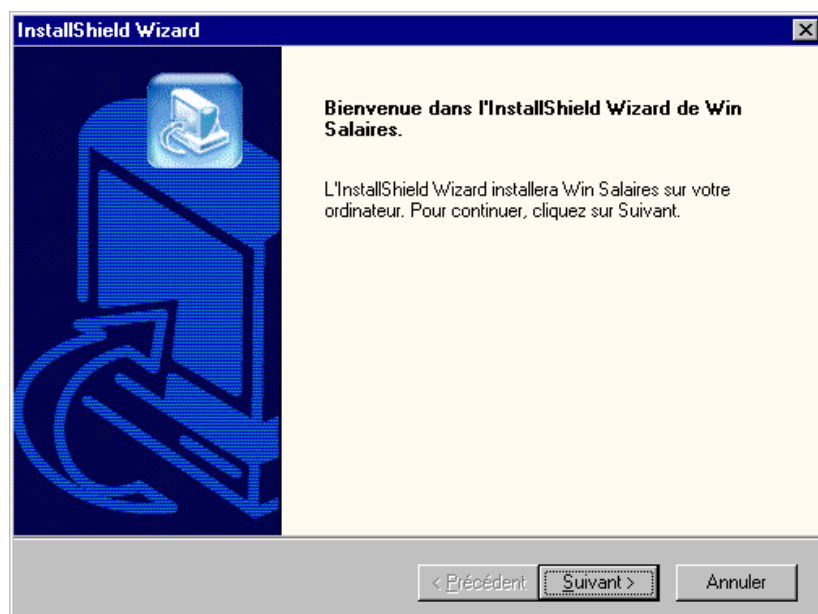 InstallShield Wizard
Bienvenue dans l'InstallShield Wizard de Win
Salaires.
L'InstallShield Wizard installera Win Salaires sur votre
ordinateur. Pour continuer, cliquez sur Suivant.
< Précédent
Suivant >
Annuler